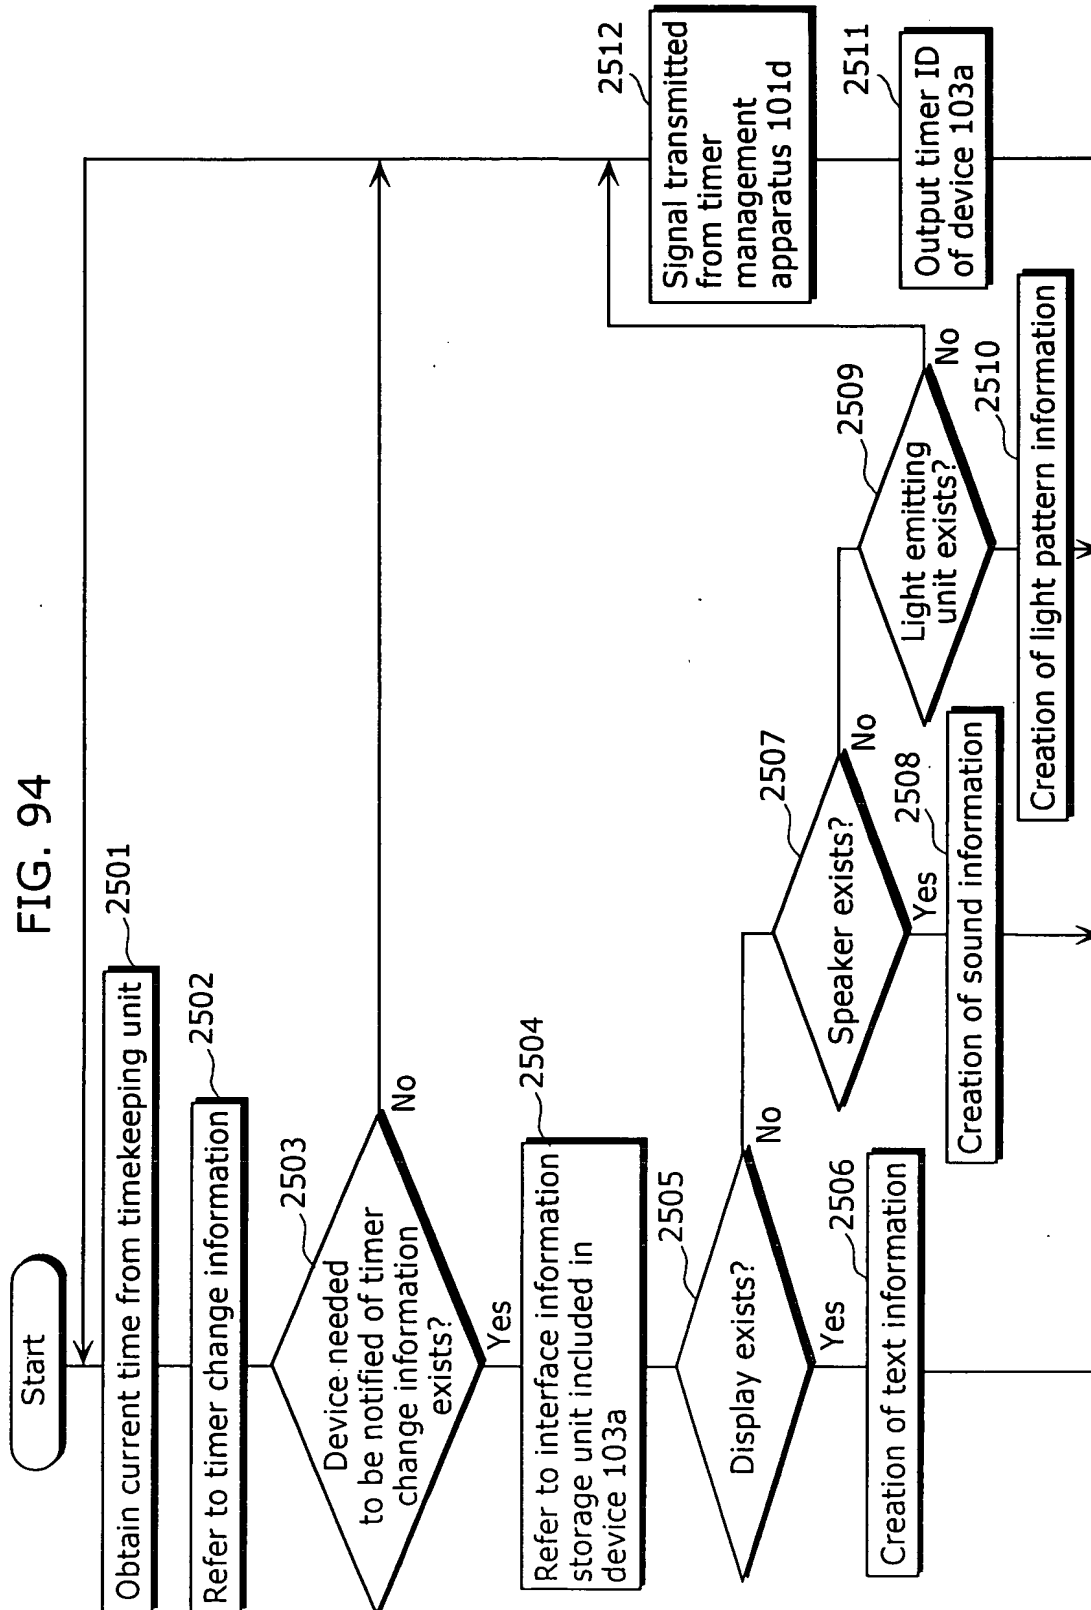 FIG. 94
Start
2501
Obtain current time from timekeeping unit
2502
Refer to timer change information
2503
Device needed
to be notified of timer
change information
exists?
No
Yes
2504
Refer to interface information
storage unit included in
device 103a
2505
Display exists?
No
Yes
2506
Creation of text information
2507
Speaker exists?
No
Yes
2508
Creation of sound information
2509
Light emitting
unit exists?
No
2510
Creation of light pattern information
2511
Output timer ID
of device 103a
2512
Signal transmitted
from timer
management
apparatus 101d